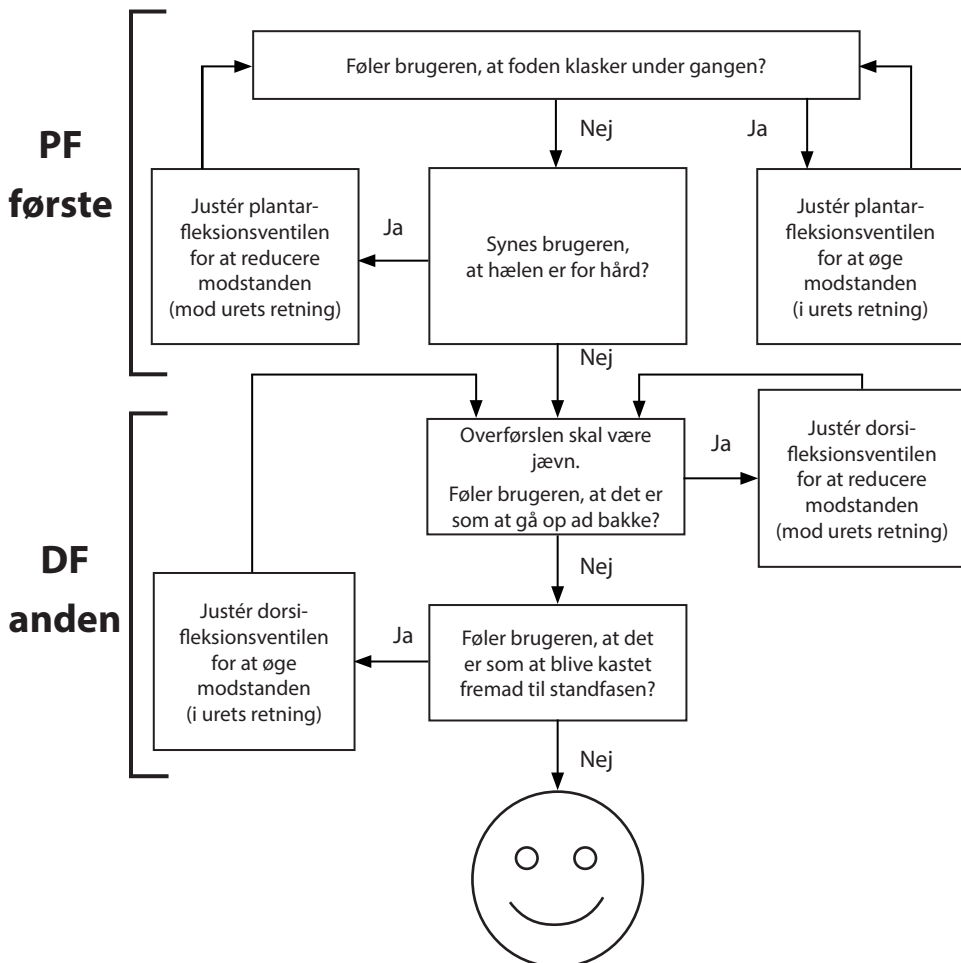 PF
første
Føler brugeren, at foden klasker under gangen?
Nej
Ja
Justér plantar-
fleksionsventilen
for at reducere
modstanden
(mod urets retning)
Ja
Synes brugeren,
at hælen er for hård?
Justér plantar-
fleksionsventilen
for at øge
modstanden
(i urets retning)
Nej
DF
anden
Overførslen skal være
jævn.
Føler brugeren, at det er
som at gå op ad bakke?
Ja
Justér dorsi-
fleksionsventilen
for at reducere
modstanden
(mod urets retning)
Nej
Justér dorsi-
fleksionsventilen
for at øge
modstanden
(i urets retning)
Ja
Føler brugeren, at det
er som at blive kastet
fremad til standfasen?
Nej